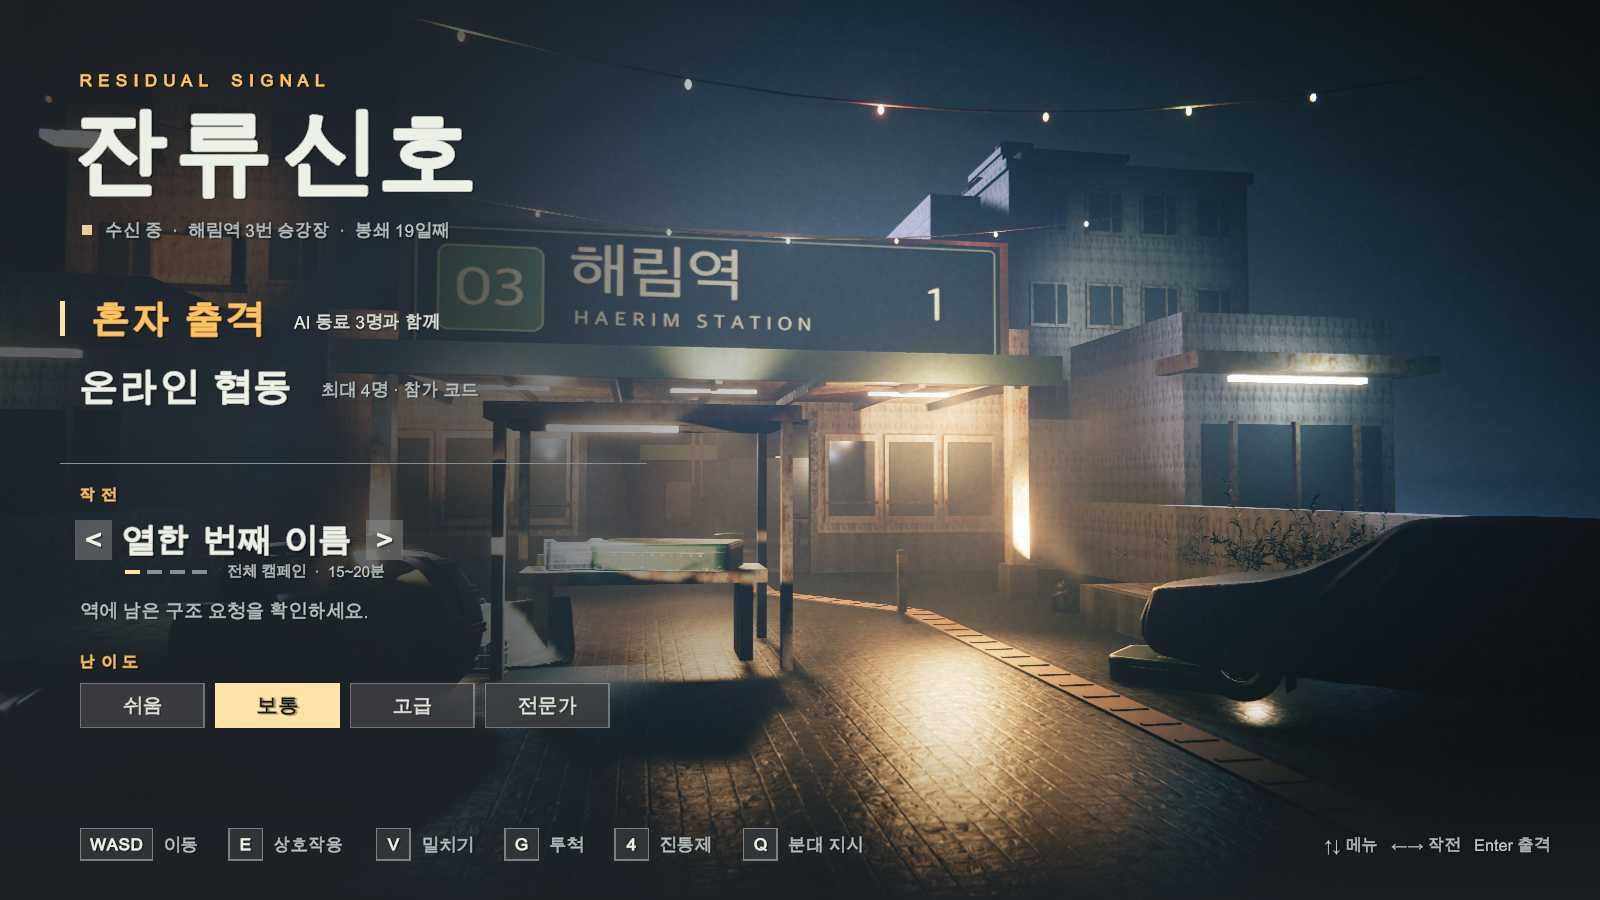 RESIDUAL SIGNAL
잔류신호
수신 중 · 해림역 3번 승강장 · 봉쇄 19일째
03 해림역 1
HAERIM STATION
혼자 출격 AI 동료 3명과 함께
온라인 협동 최대 4명 · 참가 코드
작전
< 열한 번째 이름 >
전체 캠페인 · 15~20분
역에 남은 구조 요청을 확인하세요.
난이도
쉬움 보통 고급 전문가
WASD 이동 E 상호작용 V 밀치기 G 투척 4 진통제 Q 분대 지시 ↑↓ 메뉴 ←→ 작전 Enter 출격